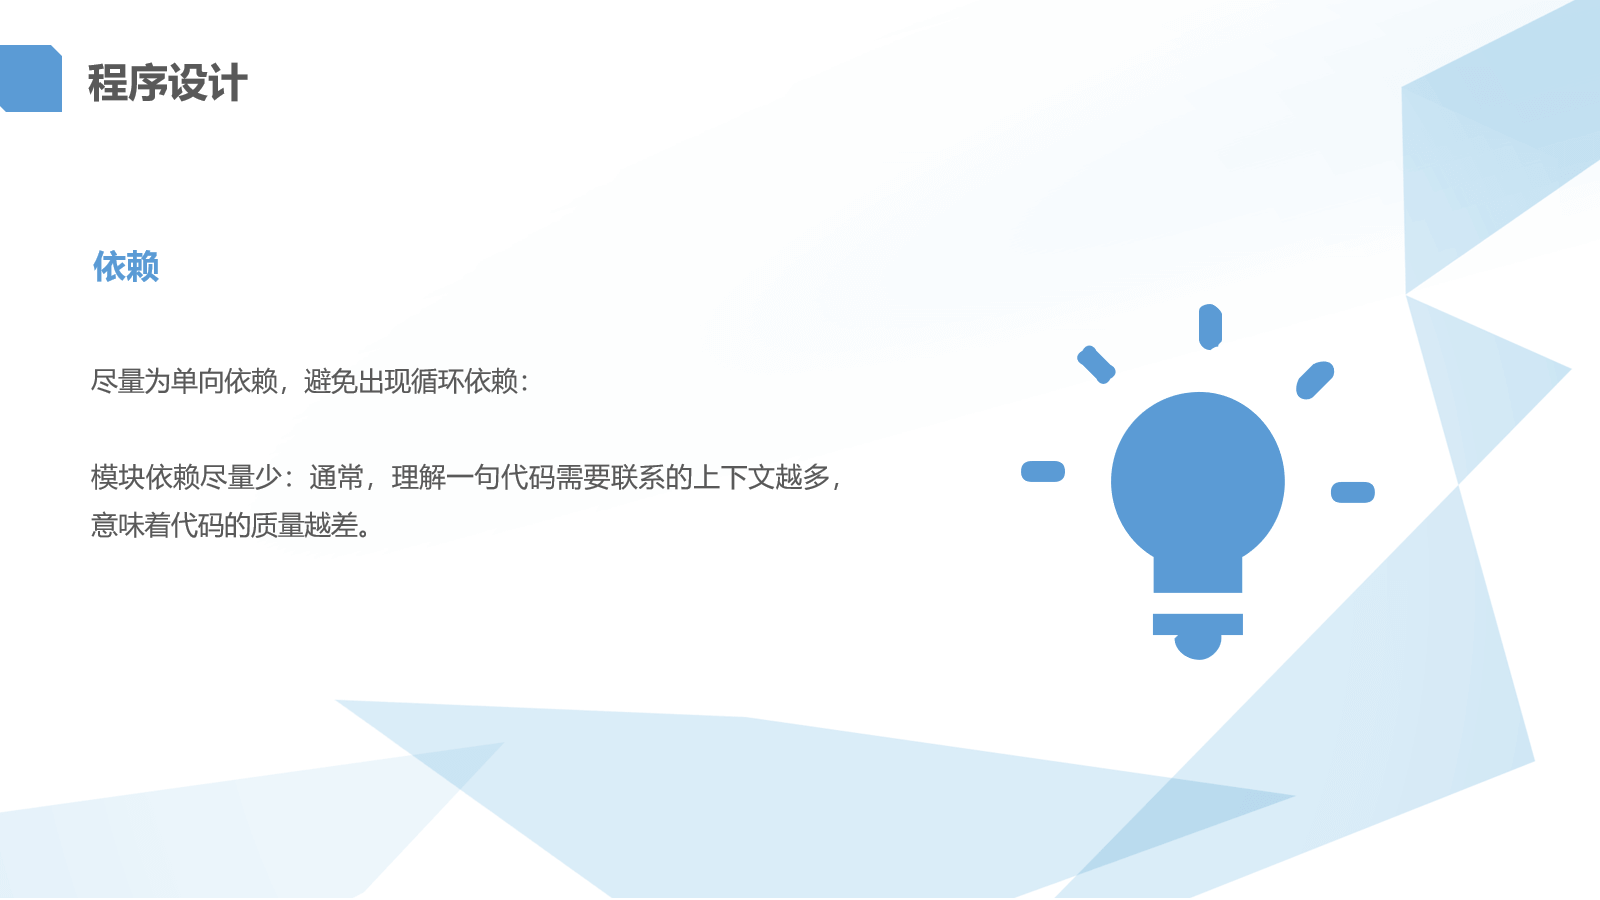 程序设计
依赖
尽量为单向依赖，避免出现循环依赖：
模块依赖尽量少：通常，理解一句代码需要联系的上下文越多，
意味着代码的质量越差。